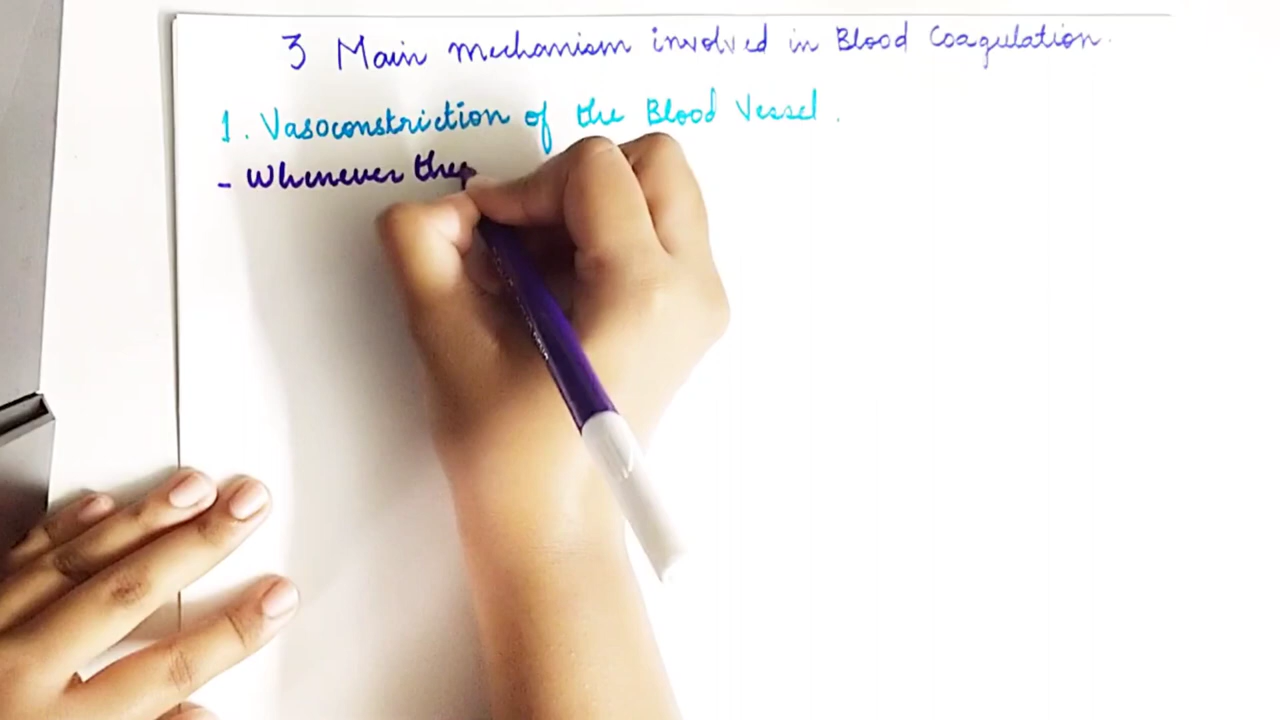 3 Main mechanism involved in Blood Coagulation.
1. Vasoconstriction of the Blood Vessel.
- Whenever the